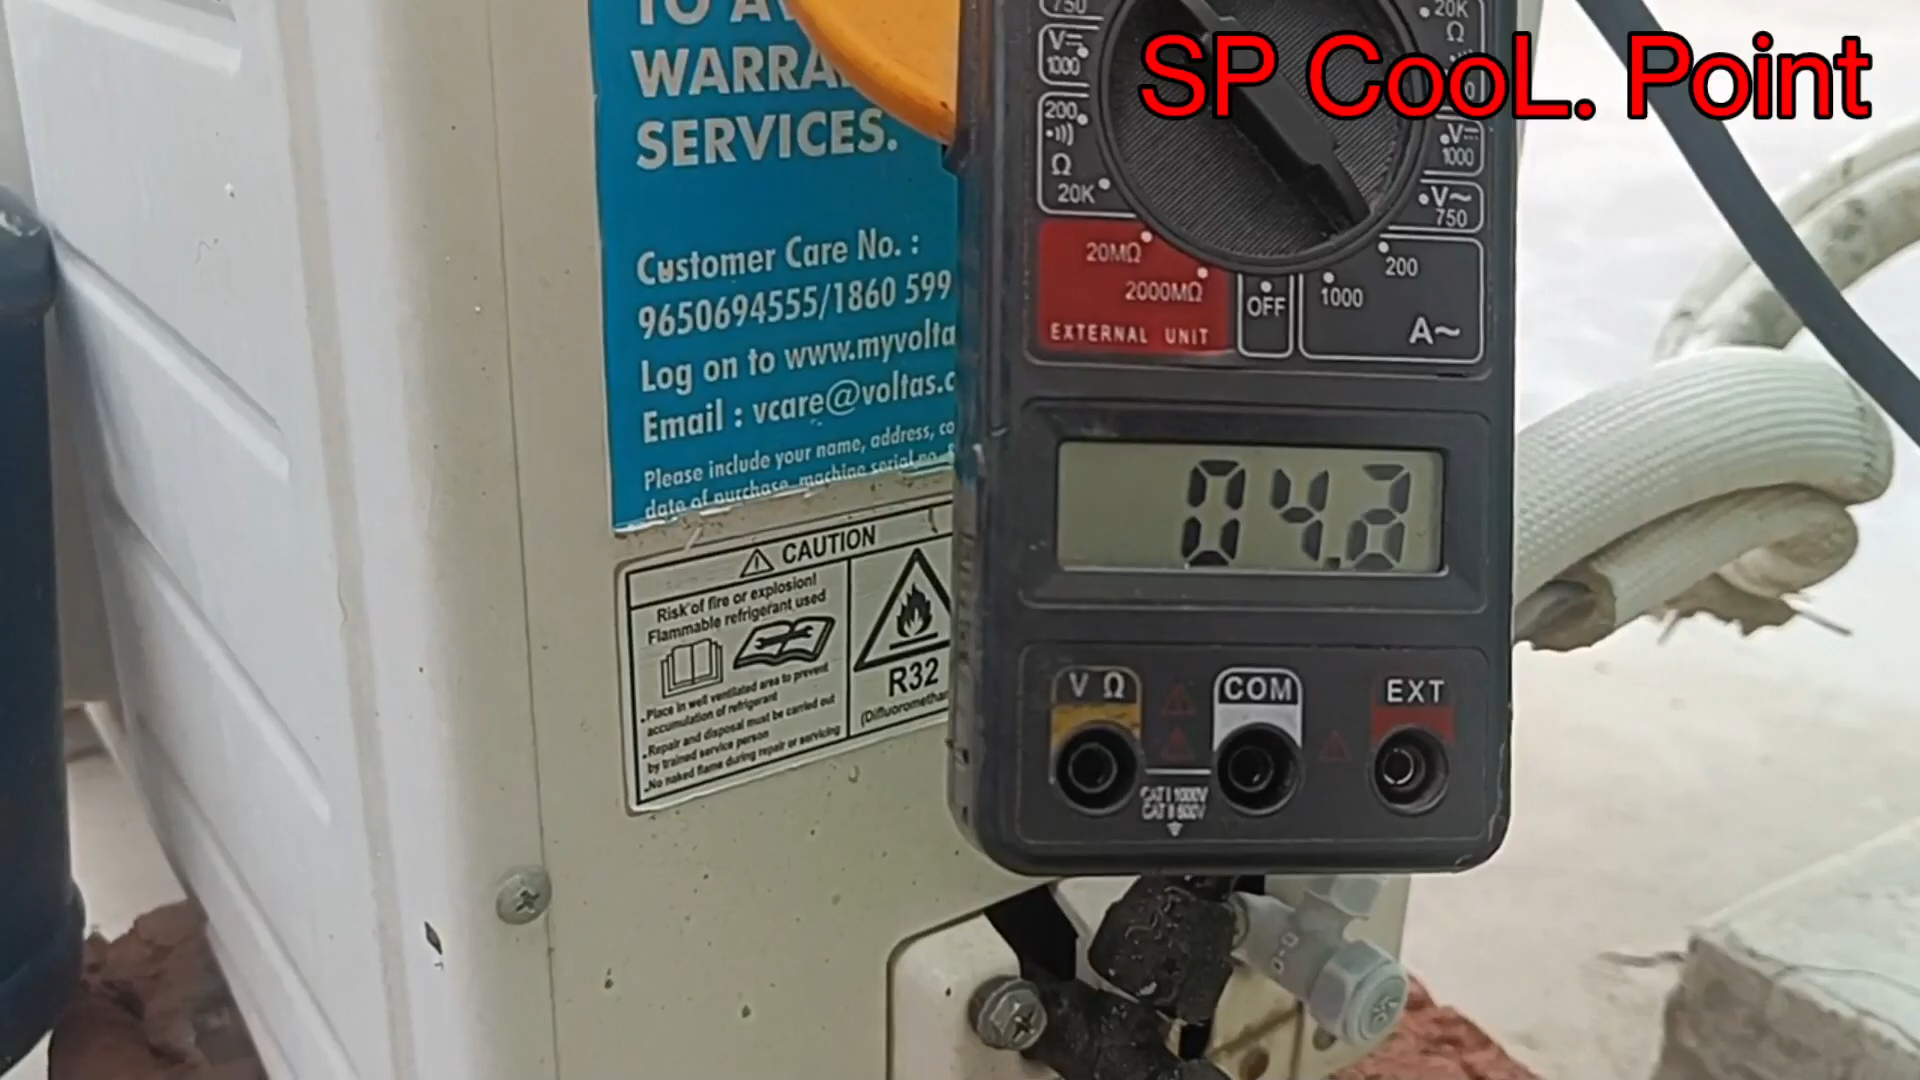 SP CooL. Point
TO
WARRA
SERVICES.
Customer Care No. :
9650694555/1860 599
Log on to www.myvolta
Email : vcare@voltas.c
Please include your name, address, co
date of purchase, machine serial no.
CAUTION
Risk of fire or explosion!
Flammable refrigerant used
Place in well ventilated area to prevent
accumulation of refrigerant
Repair and disposal must be carried out
by trained service person
No naked flame during repair or servicing
R32
(Difluorometha
750
V
1000
200
Ω
20K
20K
Ω
V
1000
V~
750
20MΩ
2000MΩ
EXTERNAL UNIT
OFF
200
1000
A~
04.2
V Ω
COM
EXT
CAT I 1000V
CAT II 600V